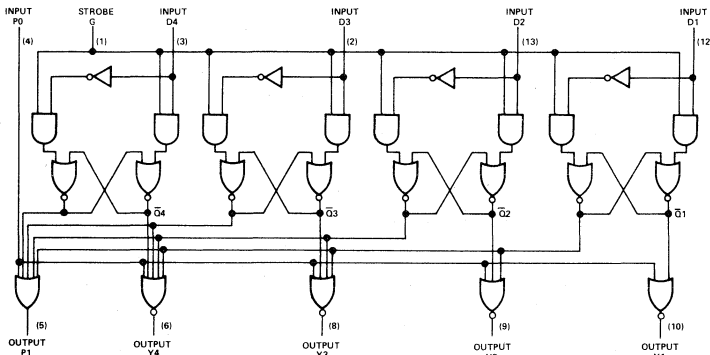 INPUT
P0
STROBE
G
INPUT
D4
INPUT
D3
INPUT
D2
INPUT
D1
(4)
(1)
(3)
(2)
(13)
(12
Q̅4
Q̅3
Q̅2
Q̅1
(5)
(6)
(8)
(9)
(10)
OUTPUT
P1
OUTPUT
Y4
OUTPUT
OUTPUT
OUTPUT